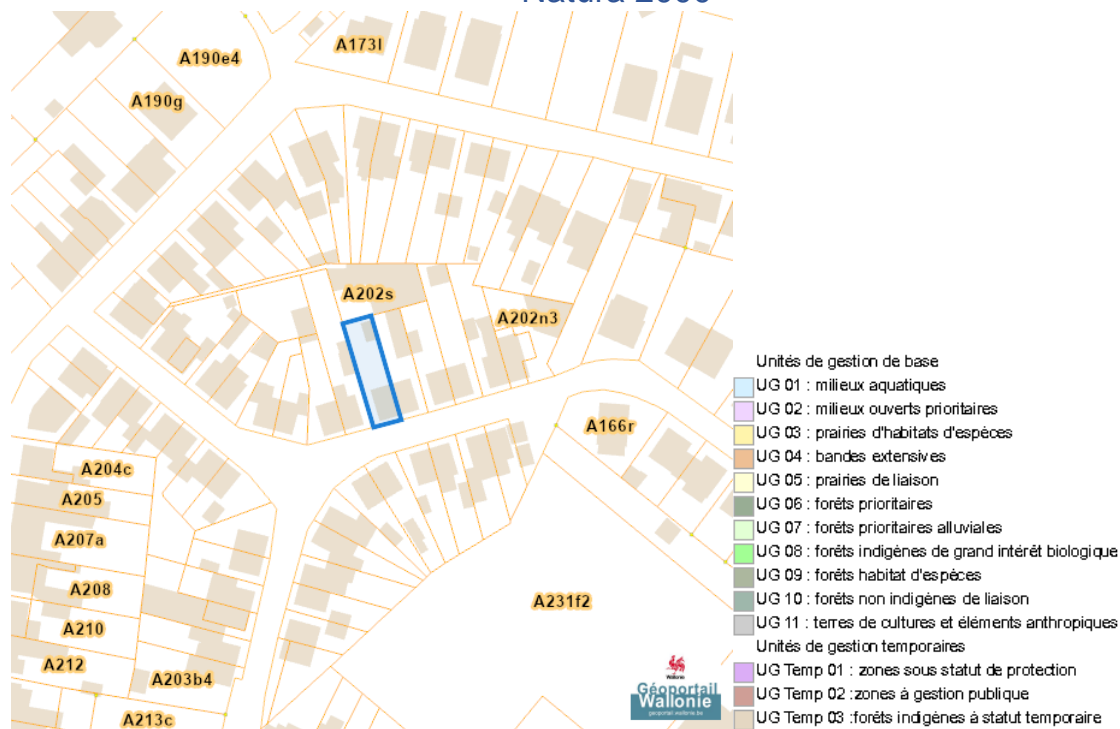 Natura 2000
A173l
A190e4
A190g
A202s
A202n3
A166r
A204c
A205
A207a
A208
A210
A212
A203b4
A213c
A231f2
Wallonie
Géoportail
Wallonie
geoportail.wallonie.be
Unités de gestion de base
UG 01 : milieux aquatiques
UG 02 : milieux ouverts prioritaires
UG 03 : prairies d'habitats d'espèces
UG 04 : bandes extensives
UG 05 : prairies de liaison
UG 06 : forêts prioritaires
UG 07 : forêts prioritaires alluviales
UG 08 : forêts indigènes de grand intérêt biologique
UG 09 : forêts habitat d'espèces
UG 10 : forêts non indigènes de liaison
UG 11 : terres de cultures et éléments anthropiques
Unités de gestion temporaires
UG Temp 01 : zones sous statut de protection
UG Temp 02 :zones à gestion publique
UG Temp 03 :forêts indigènes à statut temporaire